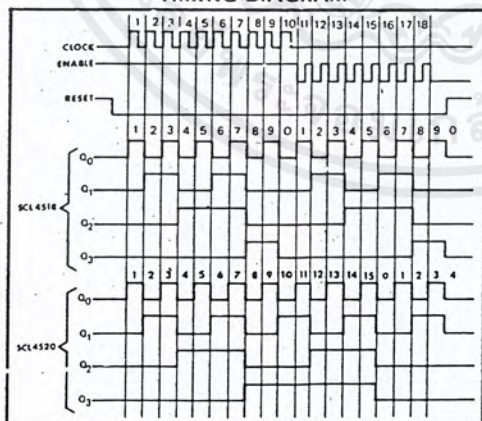 TIMING DIAGRAM
1 2 3 4 5 6 7 8 9 10 11 12 13 14 15 16 17 18
CLOCK
ENABLE
RESET
1 2 3 4 5 6 7 8 9 0 1 2 3 4 5 6 7 8 9 0
Q0
Q1
SCL4518
Q2
Q3
1 2 3 4 5 6 7 8 9 10 11 12 13 14 15 0 1 2 3 4
Q0
Q1
SCL4520
Q2
Q3